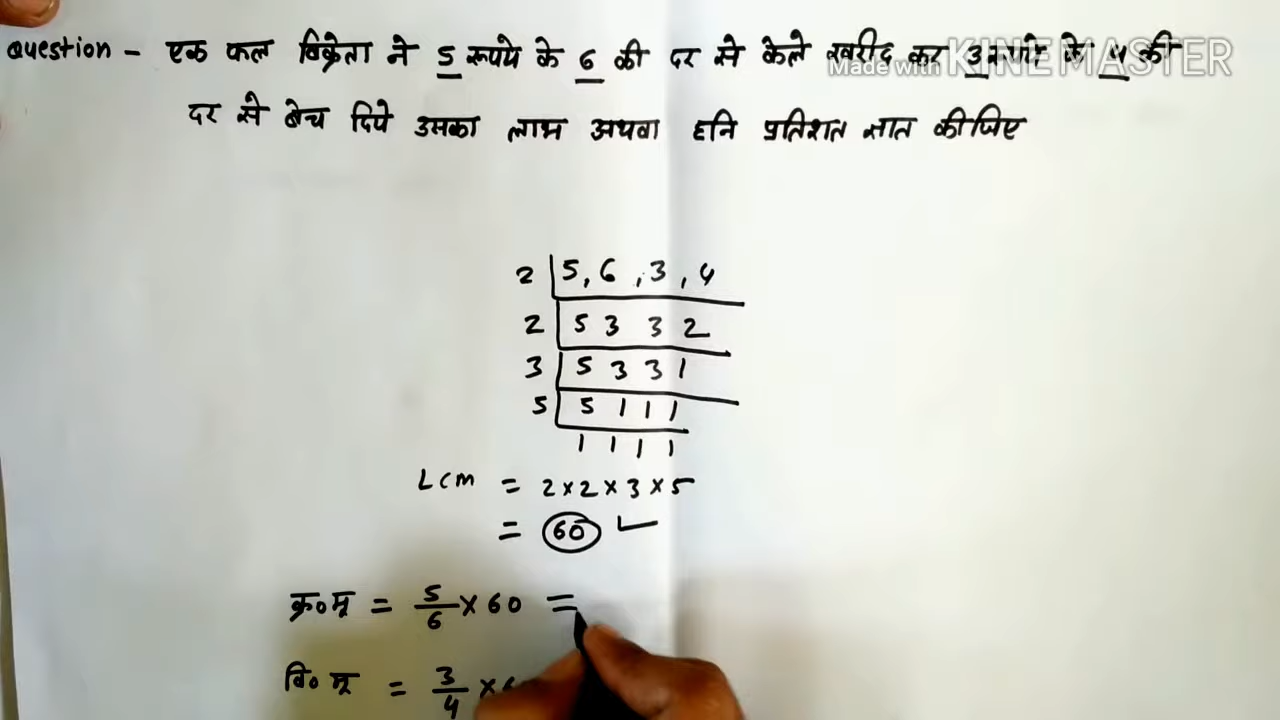 Question - एक फल विक्रेता ने 5 रूपये के 6 की दर से केले खरीद कर 3 रूपये के 4 की
Made with KINEMASTER
दर से बेच दिये उसका लाभ अथवा हनि प्रतिशत ज्ञात कीजिए
2 | 5, 6, 3, 4
2 | 5 3 3 2
3 | 5 3 3 1
5 | 5 1 1 1
1 1 1 1
Lcm = 2×2×3×5
= 60 ✓
क्र०मू = 5/6 × 60 =
वि०मू = 3/4 ×